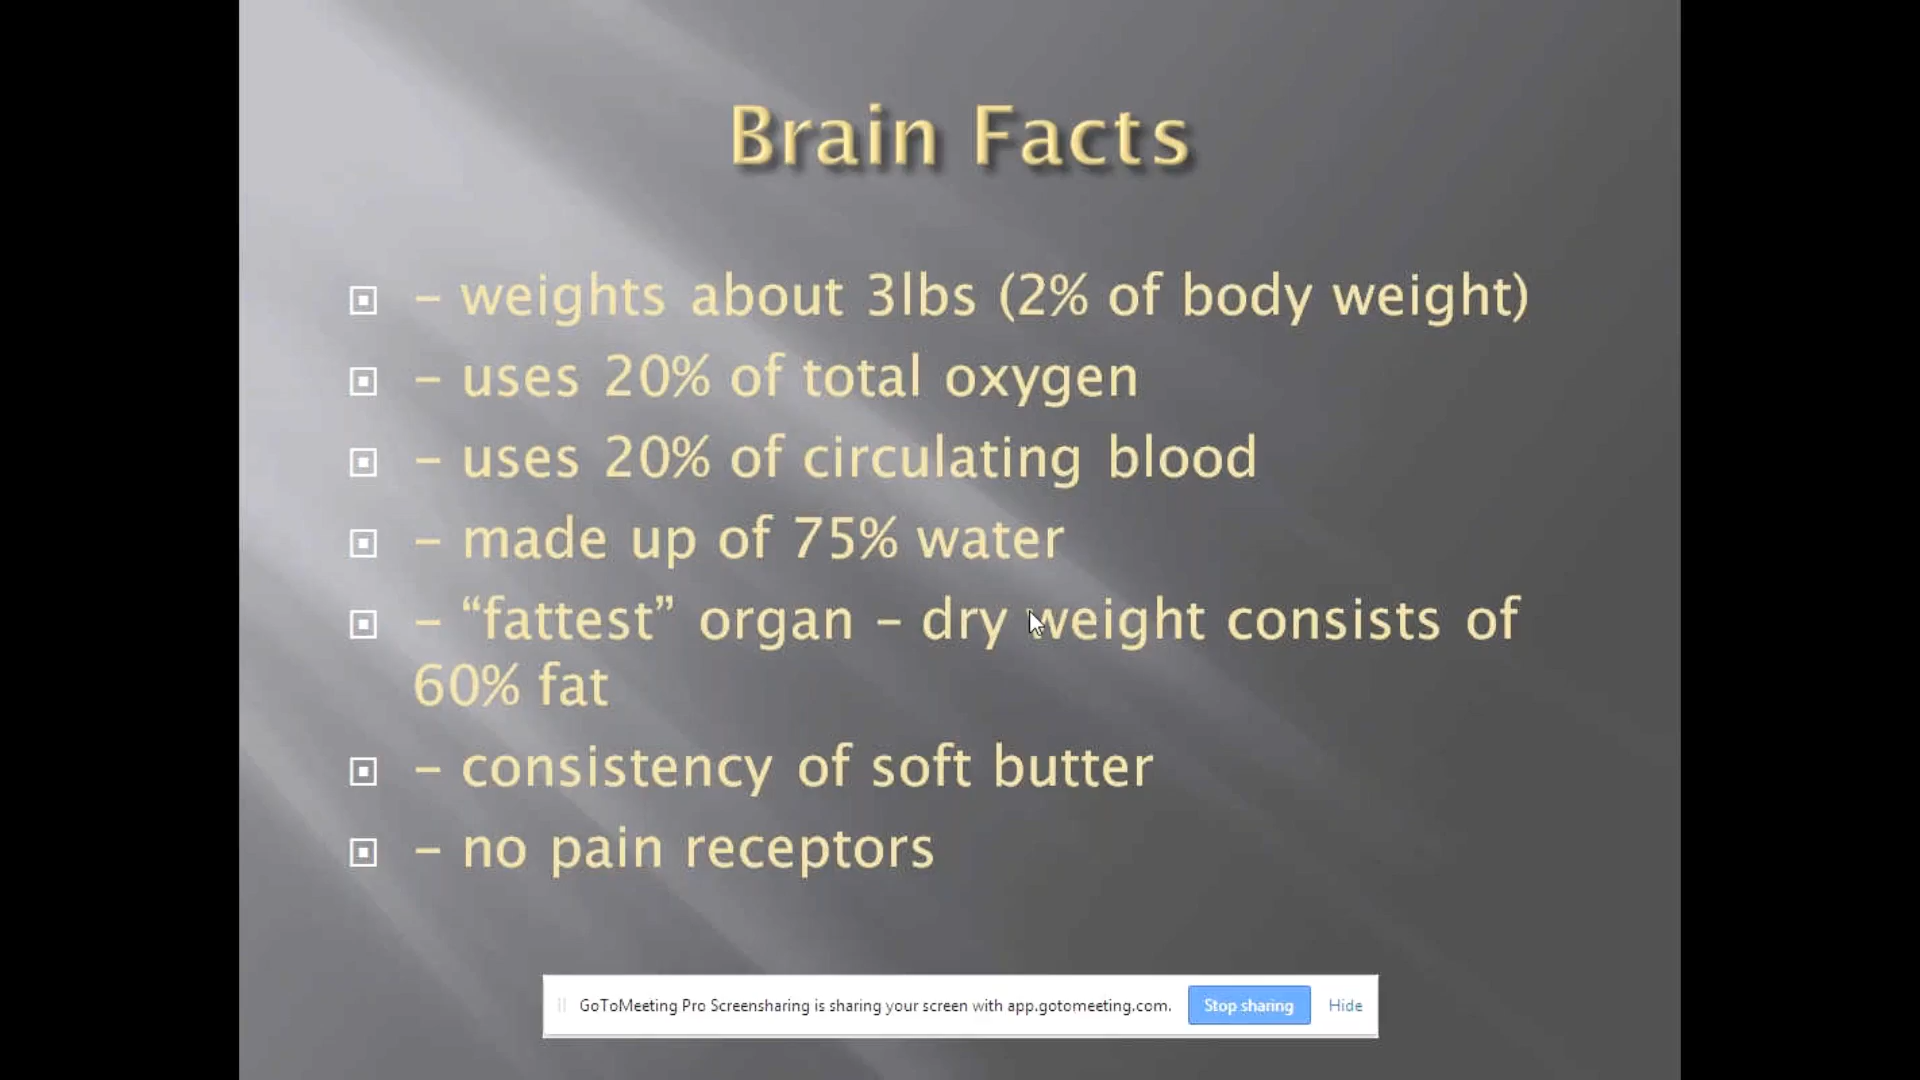 Brain Facts
– weights about 3lbs (2% of body weight)
– uses 20% of total oxygen
– uses 20% of circulating blood
– made up of 75% water
– “fattest” organ – dry weight consists of
60% fat
– consistency of soft butter
– no pain receptors
GoToMeeting Pro Screensharing is sharing your screen with app.gotomeeting.com. Stop sharing Hide